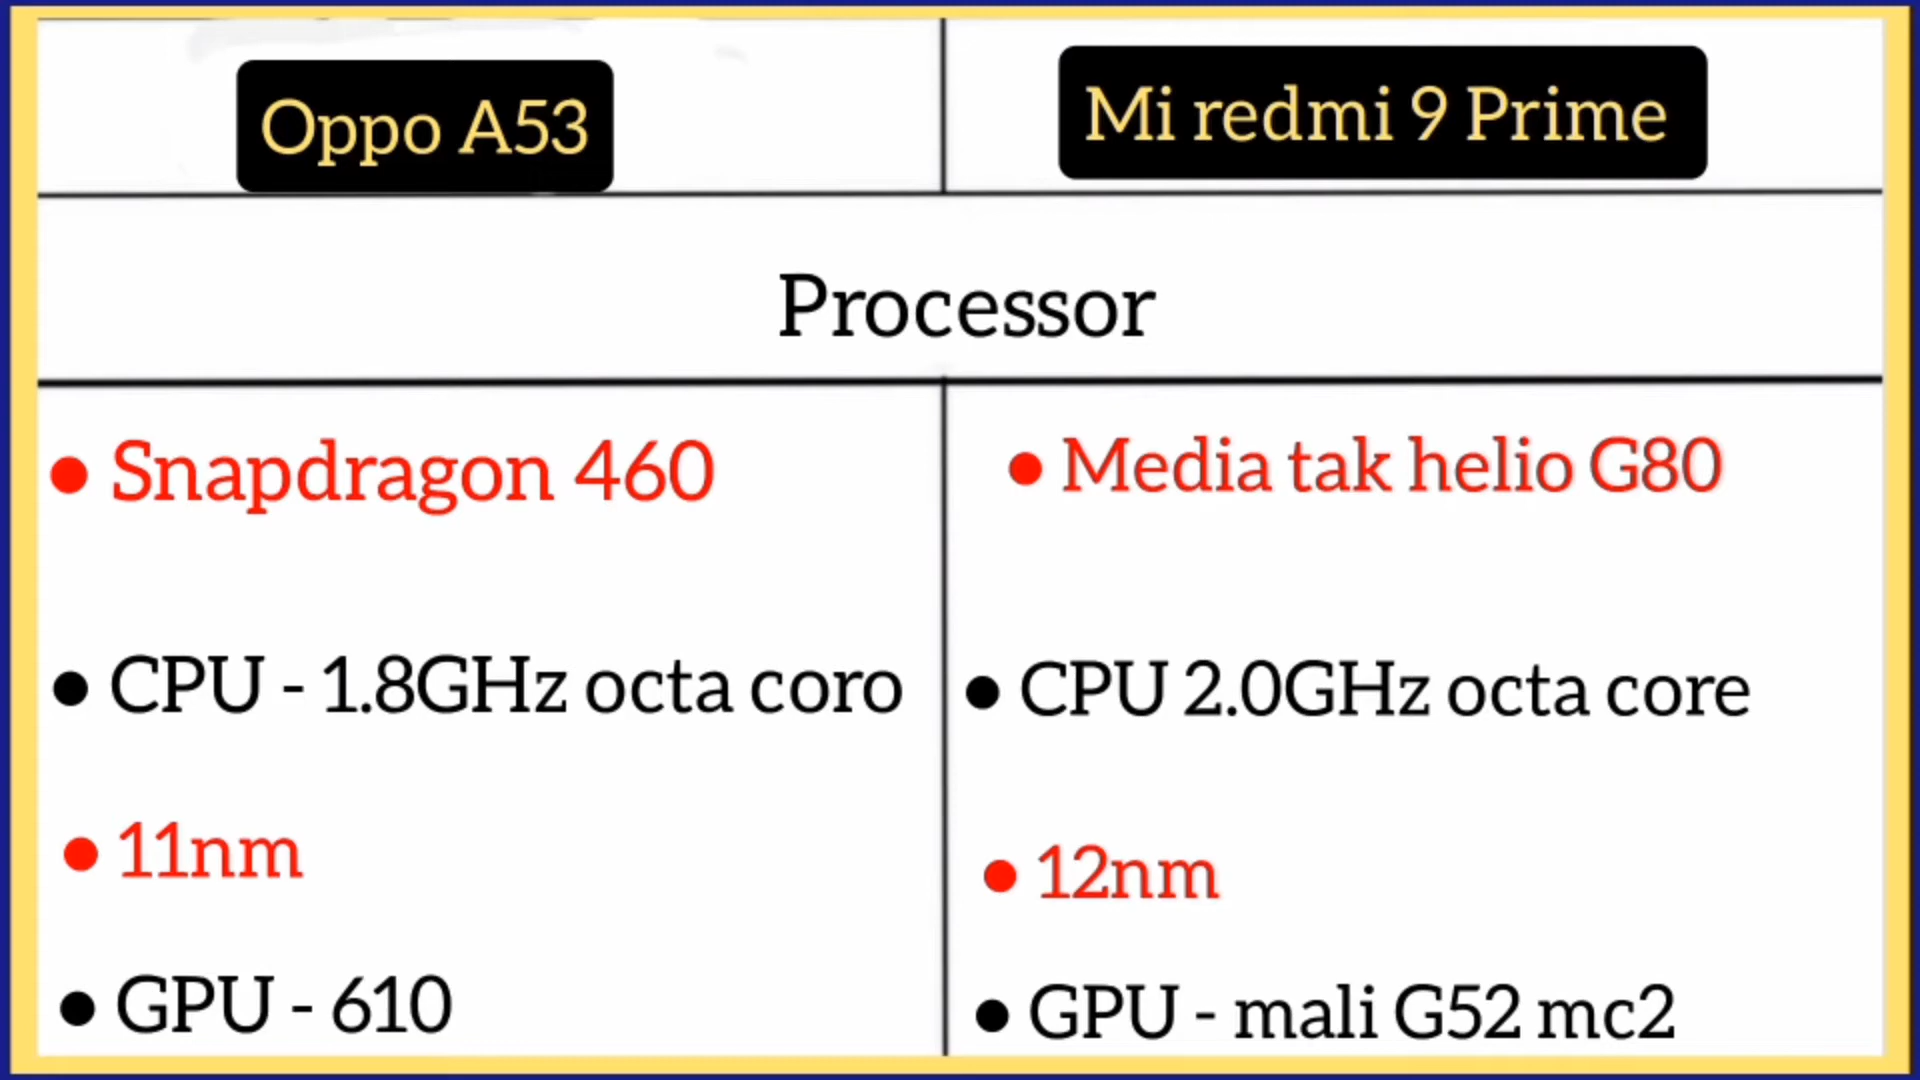 Oppo A53
Mi redmi 9 Prime
Processor
• Snapdragon 460
• Media tak helio G80
• CPU - 1.8GHz octa coro
• CPU 2.0GHz octa core
• 11nm
• 12nm
• GPU - 610
• GPU - mali G52 mc2